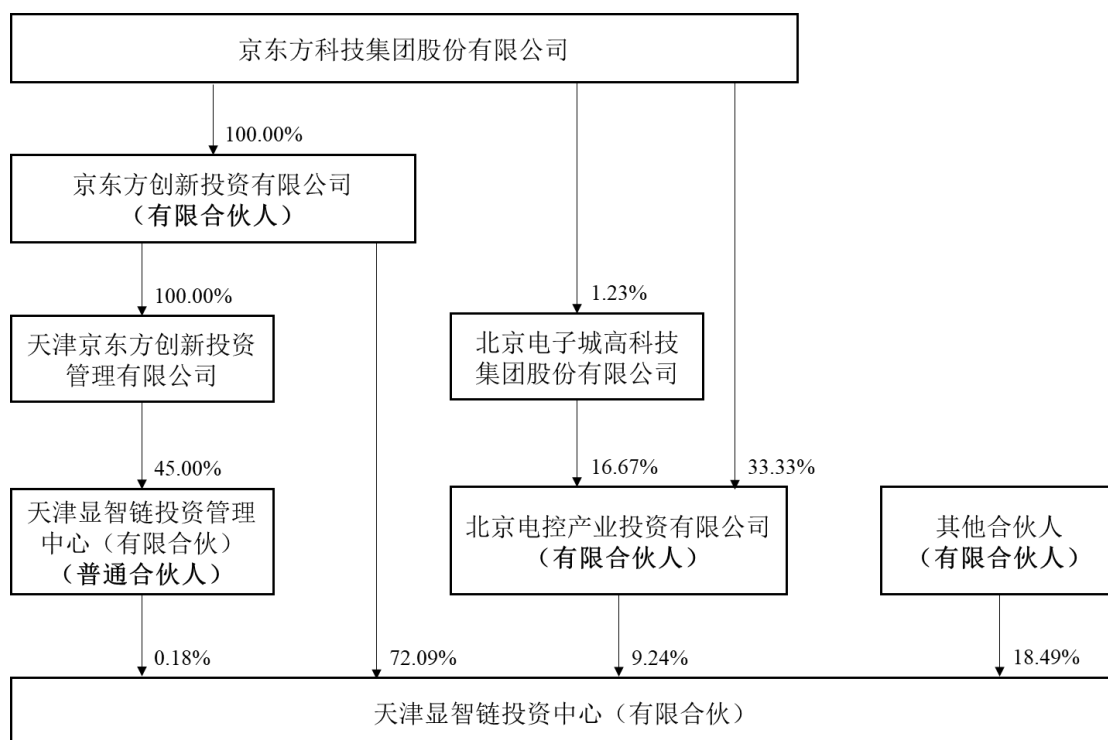 京东方科技集团股份有限公司
100.00%
京东方创新投资有限公司
（有限合伙人）
100.00%
1.23%
天津京东方创新投资
管理有限公司
北京电子城高科技
集团股份有限公司
45.00%
16.67%
33.33%
天津显智链投资管理
中心（有限合伙）
（普通合伙人）
北京电控产业投资有限公司
（有限合伙人）
其他合伙人
（有限合伙人）
0.18%
72.09%
9.24%
18.49%
天津显智链投资中心（有限合伙）